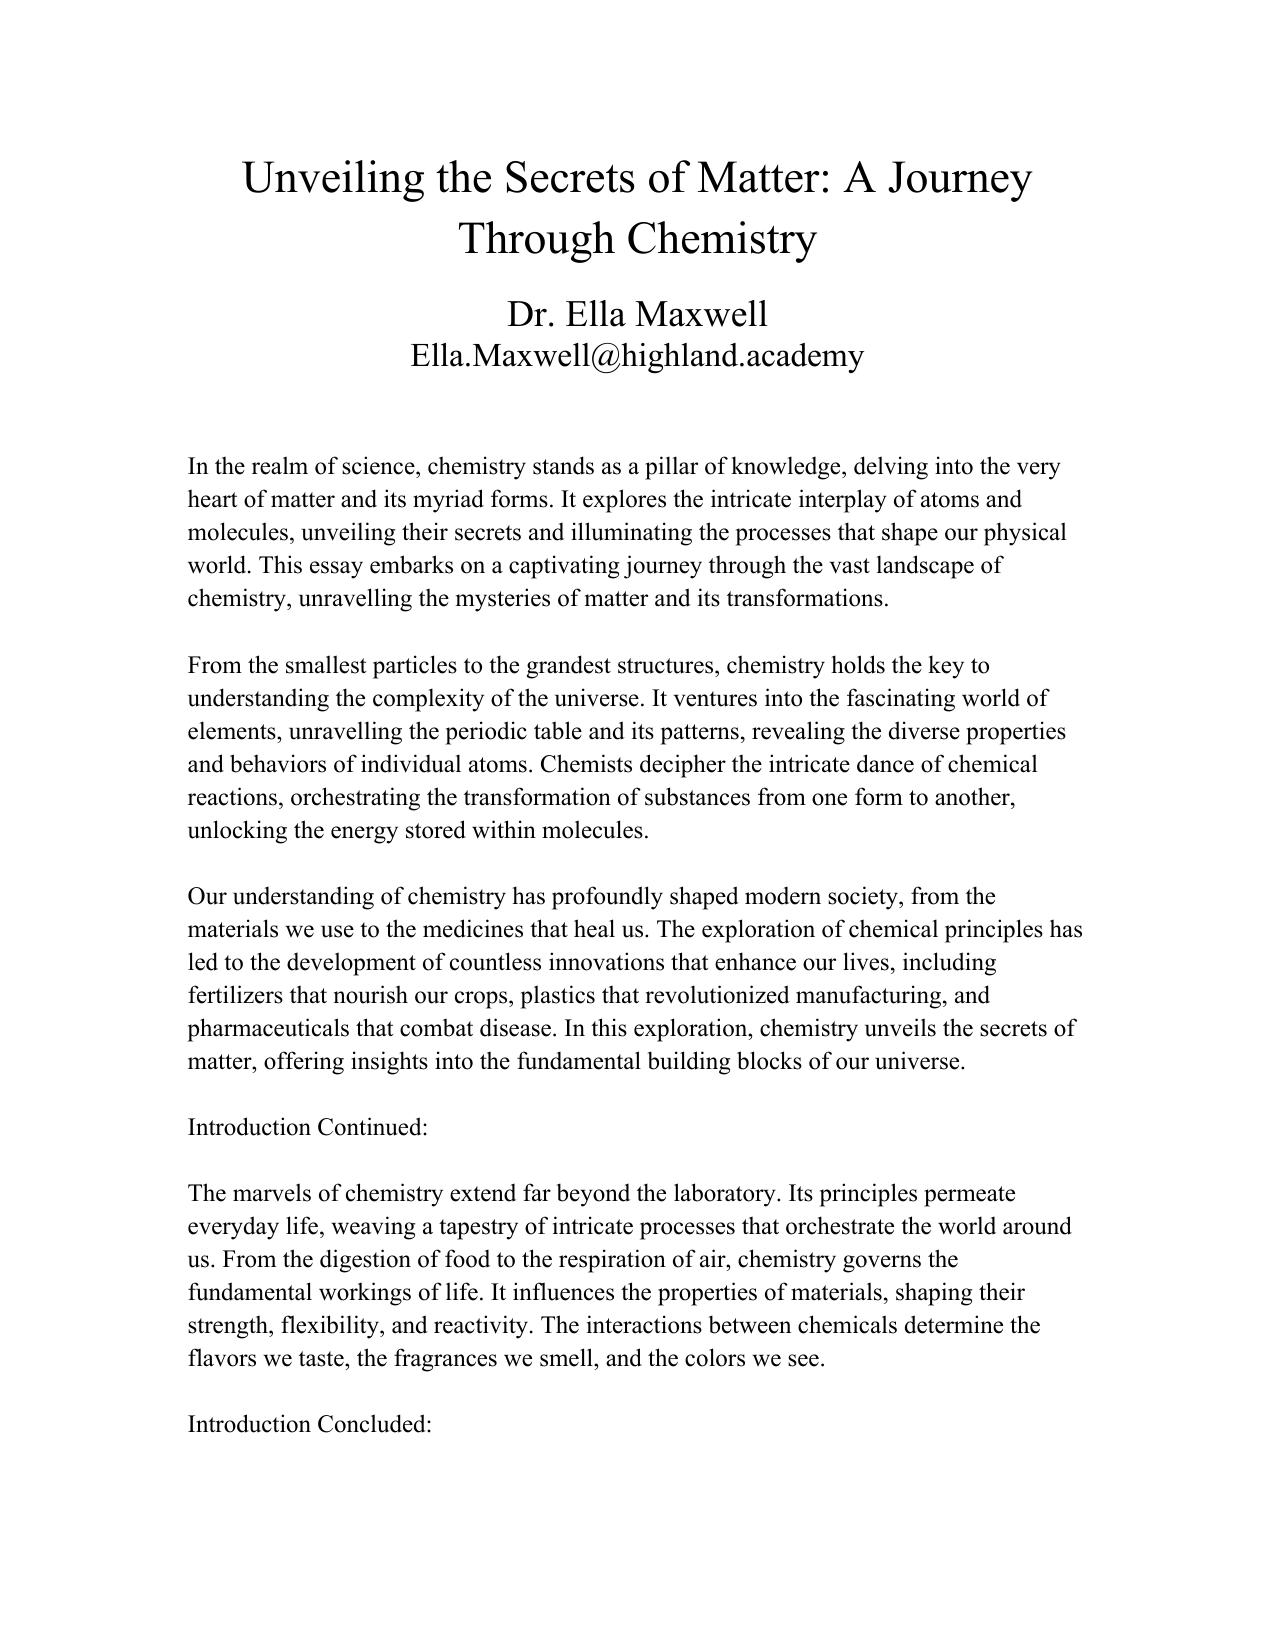 Unveiling the Secrets of Matter: A Journey
Through Chemistry
Dr. Ella Maxwell
Ella.Maxwell@highland.academy
In the realm of science, chemistry stands as a pillar of knowledge, delving into the very
heart of matter and its myriad forms. It explores the intricate interplay of atoms and
molecules, unveiling their secrets and illuminating the processes that shape our physical
world. This essay embarks on a captivating journey through the vast landscape of
chemistry, unravelling the mysteries of matter and its transformations.
From the smallest particles to the grandest structures, chemistry holds the key to
understanding the complexity of the universe. It ventures into the fascinating world of
elements, unravelling the periodic table and its patterns, revealing the diverse properties
and behaviors of individual atoms. Chemists decipher the intricate dance of chemical
reactions, orchestrating the transformation of substances from one form to another,
unlocking the energy stored within molecules.
Our understanding of chemistry has profoundly shaped modern society, from the
materials we use to the medicines that heal us. The exploration of chemical principles has
led to the development of countless innovations that enhance our lives, including
fertilizers that nourish our crops, plastics that revolutionized manufacturing, and
pharmaceuticals that combat disease. In this exploration, chemistry unveils the secrets of
matter, offering insights into the fundamental building blocks of our universe.
Introduction Continued:
The marvels of chemistry extend far beyond the laboratory. Its principles permeate
everyday life, weaving a tapestry of intricate processes that orchestrate the world around
us. From the digestion of food to the respiration of air, chemistry governs the
fundamental workings of life. It influences the properties of materials, shaping their
strength, flexibility, and reactivity. The interactions between chemicals determine the
flavors we taste, the fragrances we smell, and the colors we see.
Introduction Concluded: